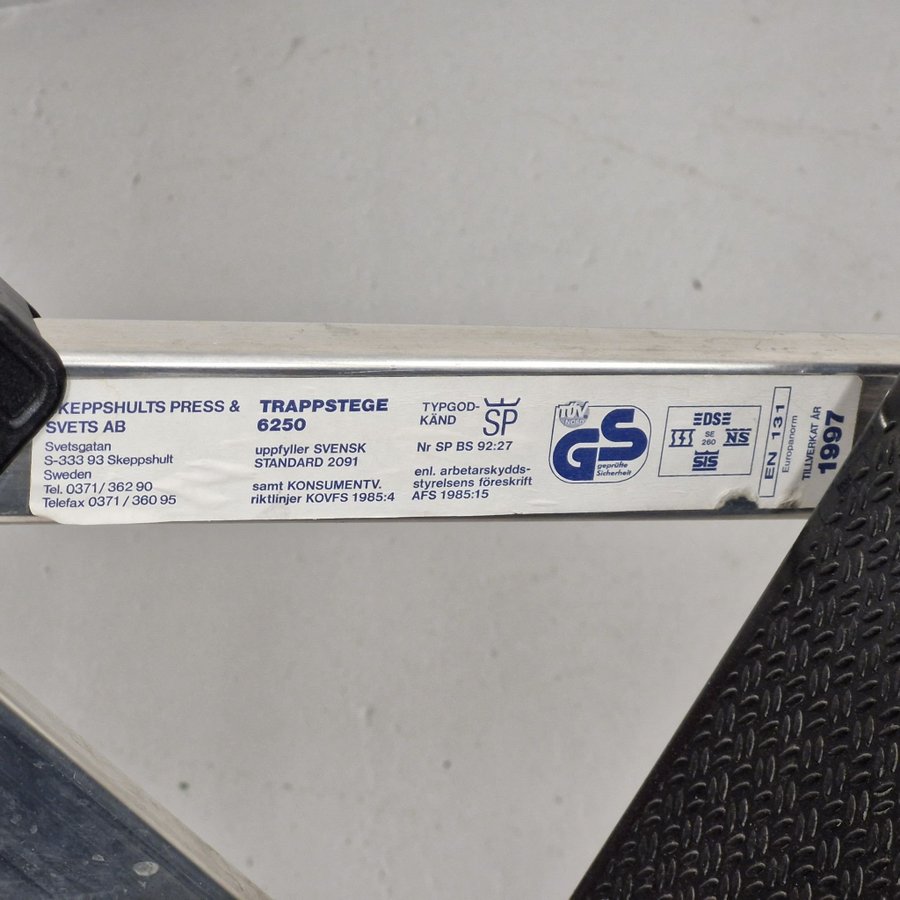 KEPPSHULTS PRESS &
SVETS AB
Svetsgatan
S-333 93 Skeppshult
Sweden
Tel. 0371/362 90
Telefax 0371/360 95
TRAPPSTEGE
6250
uppfyller SVENSK
STANDARD 2091
samt KONSUMENTV.
riktlinjer KOVFS 1985:4
TYPGOD-
KÄND
SP
Nr SP BS 92:27
enl. arbetarskydds-
styrelsens föreskrift
AFS 1985:15
TÜV
GS
geprüfte
Sicherheit
DS
SE
260
NS
SIS
EN 131
Europanorm
TILLVERKAT ÅR
1997